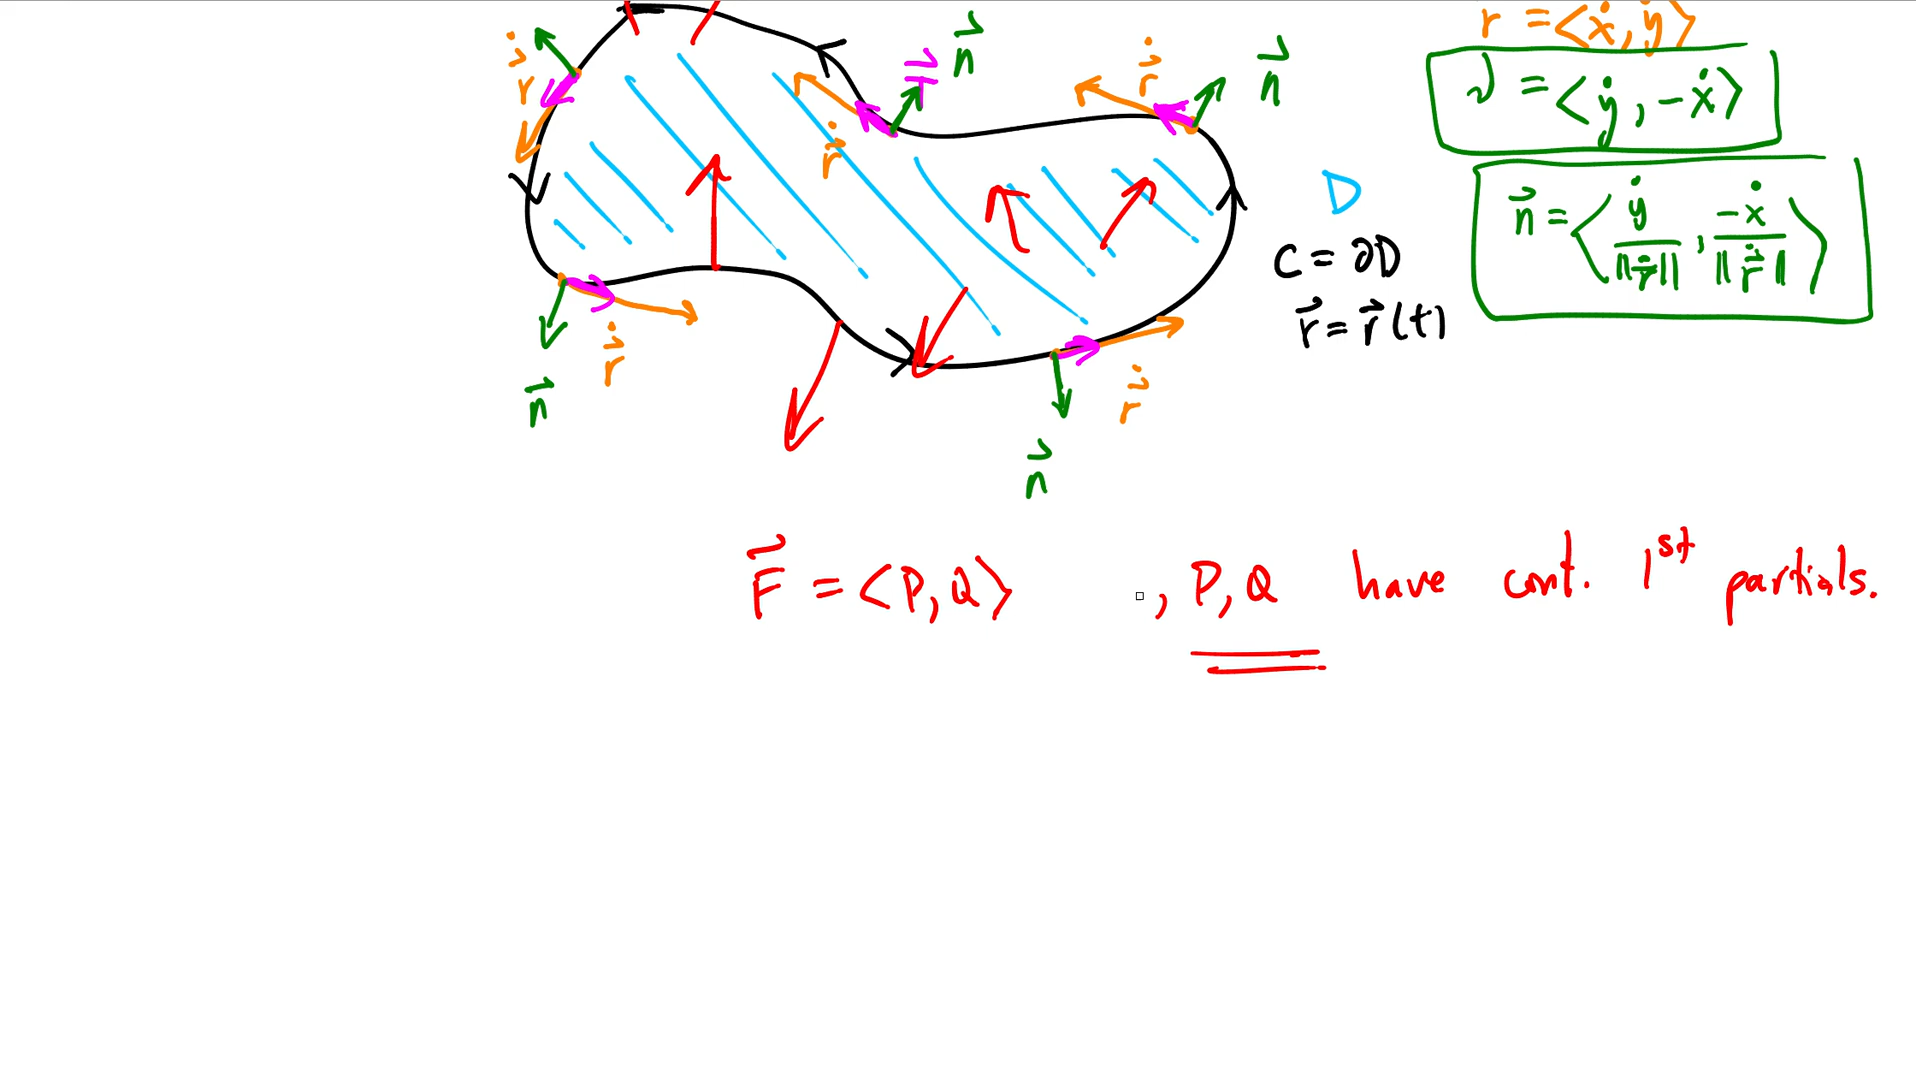 ṙ = <ẋ, ẏ>
ν = <ẏ, -ẋ>
n⃗ = <ẏ/‖r⃗̇‖, -ẋ/‖r⃗̇‖>
r⃗̇
T⃗
n⃗
r⃗̇
n⃗
r⃗̇
D
C = ∂D
r⃗ = r⃗(t)
r⃗̇
n⃗
r⃗̇
n⃗
F⃗ = <P, Q> , P, Q have cont. 1st partials.